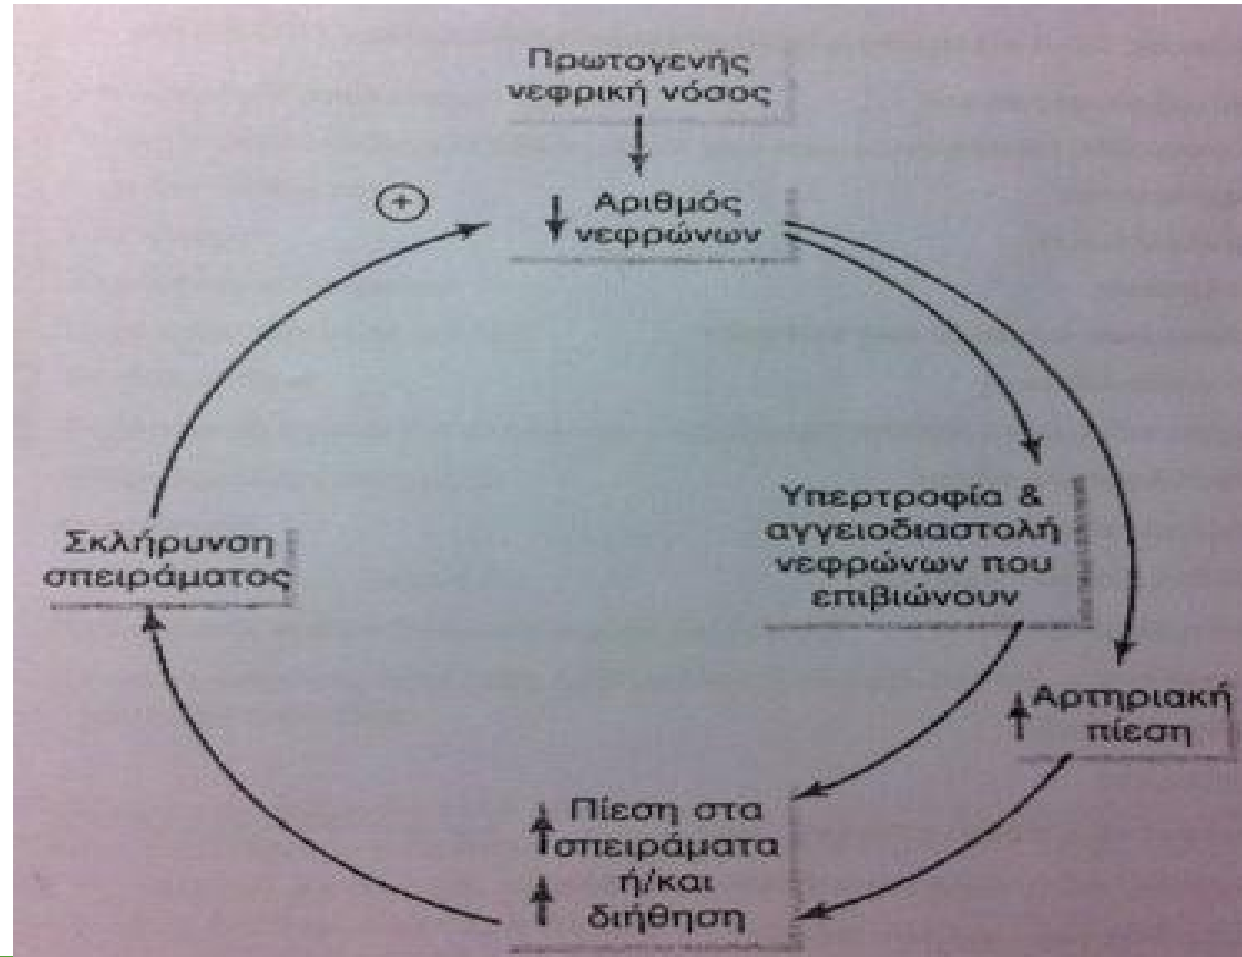 Πρωτογενής
νεφρική νόσος
+
↓ Αριθμός
νεφρώνων
Υπερτροφία &
αγγειοδιαστολή
νεφρώνων που
επιβιώνουν
Σκλήρυνση
σπειράματος
↑ Αρτηριακή
πίεση
↑ Πίεση στα
σπειράματα
ή/και
↑ διήθηση